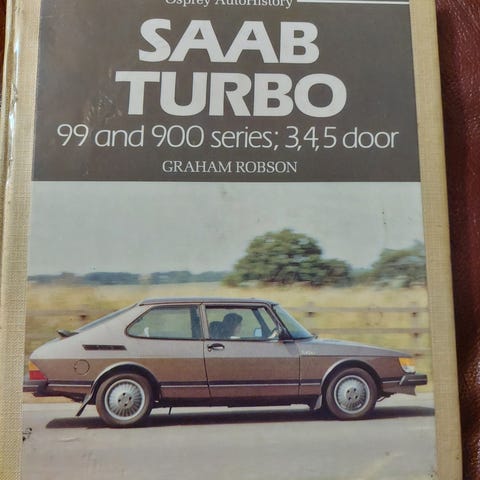 Osprey AutoHistory
SAAB
TURBO
99 and 900 series; 3,4,5 door
GRAHAM ROBSON